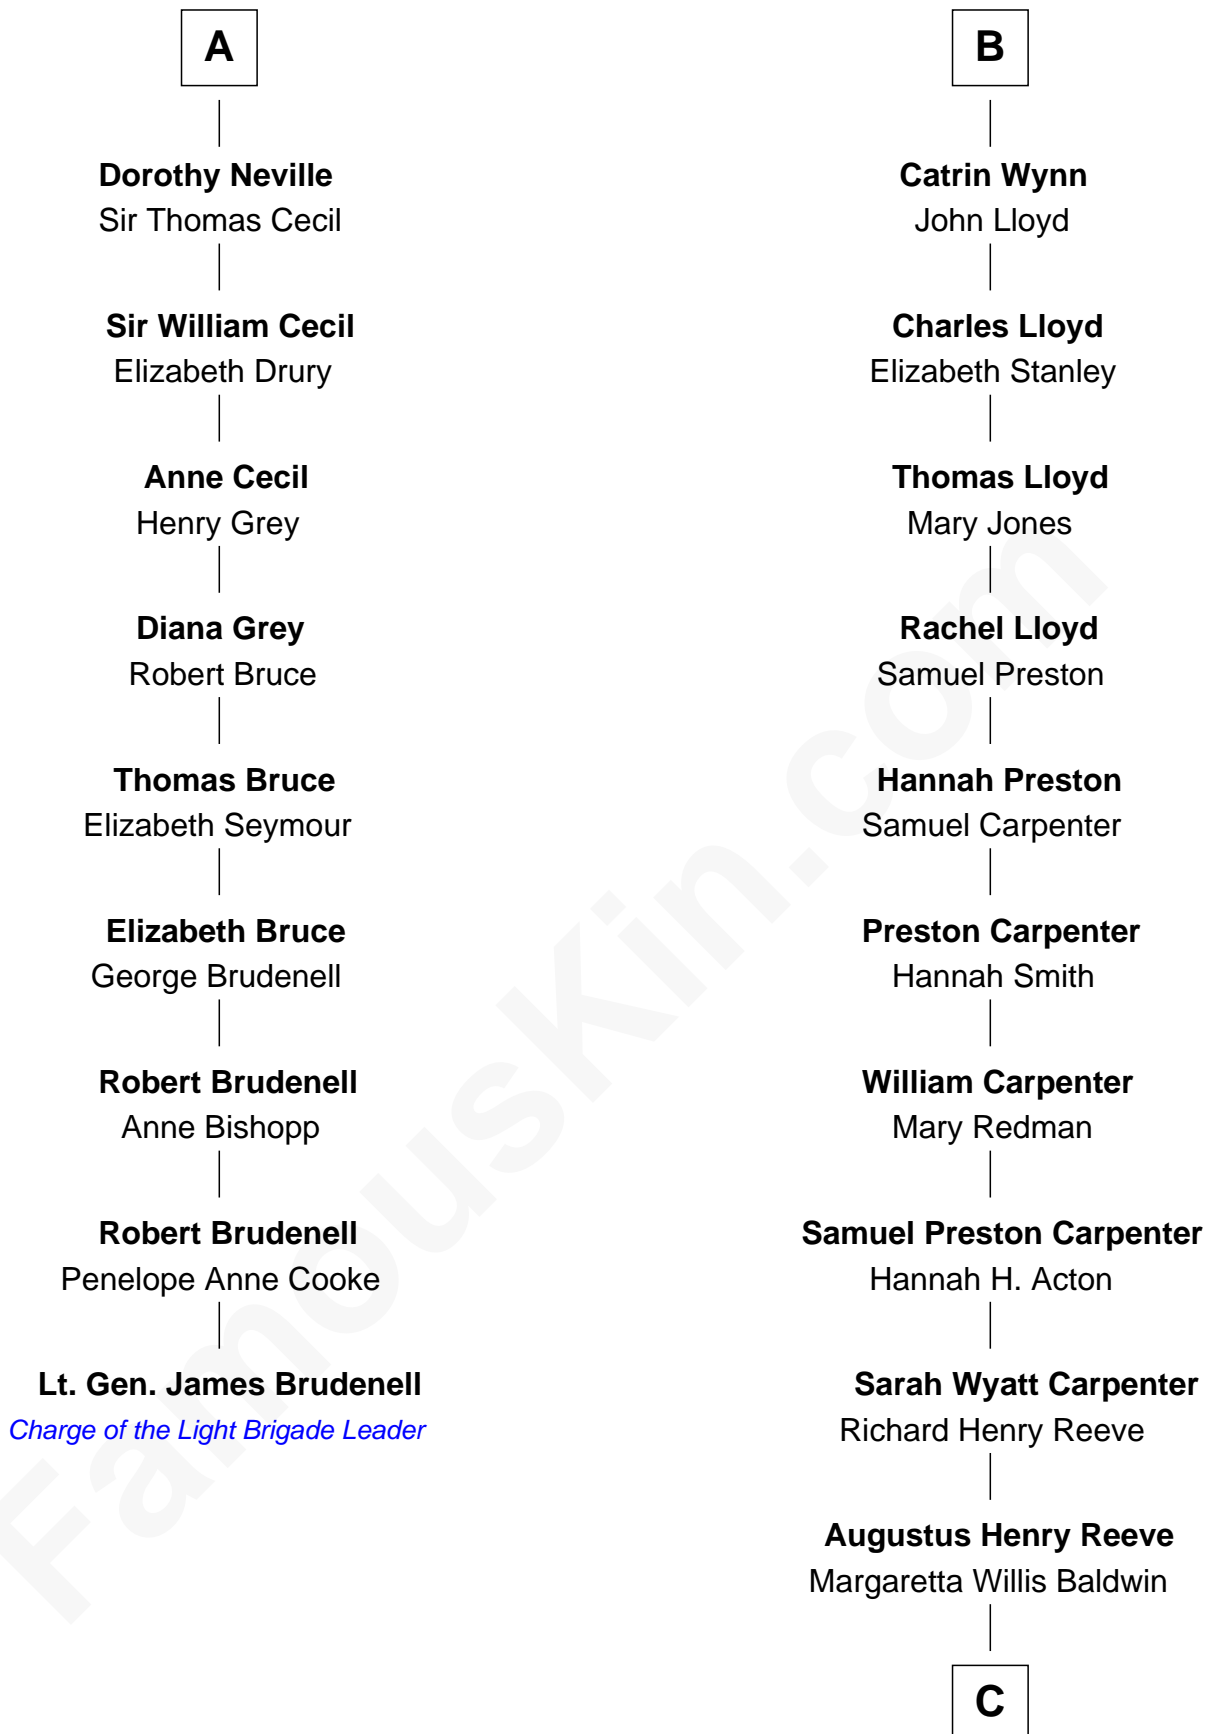 A
Dorothy Neville
Sir Thomas Cecil
Sir William Cecil
Elizabeth Drury
Anne Cecil
Henry Grey
Diana Grey
Robert Bruce
Thomas Bruce
Elizabeth Seymour
Elizabeth Bruce
George Brudenell
Robert Brudenell
Anne Bishopp
Robert Brudenell
Penelope Anne Cooke
Lt. Gen. James Brudenell
Charge of the Light Brigade Leader
B
Catrin Wynn
John Lloyd
Charles Lloyd
Elizabeth Stanley
Thomas Lloyd
Mary Jones
Rachel Lloyd
Samuel Preston
Hannah Preston
Samuel Carpenter
Preston Carpenter
Hannah Smith
William Carpenter
Mary Redman
Samuel Preston Carpenter
Hannah H. Acton
Sarah Wyatt Carpenter
Richard Henry Reeve
Augustus Henry Reeve
Margaretta Willis Baldwin
C
FamousKin.com